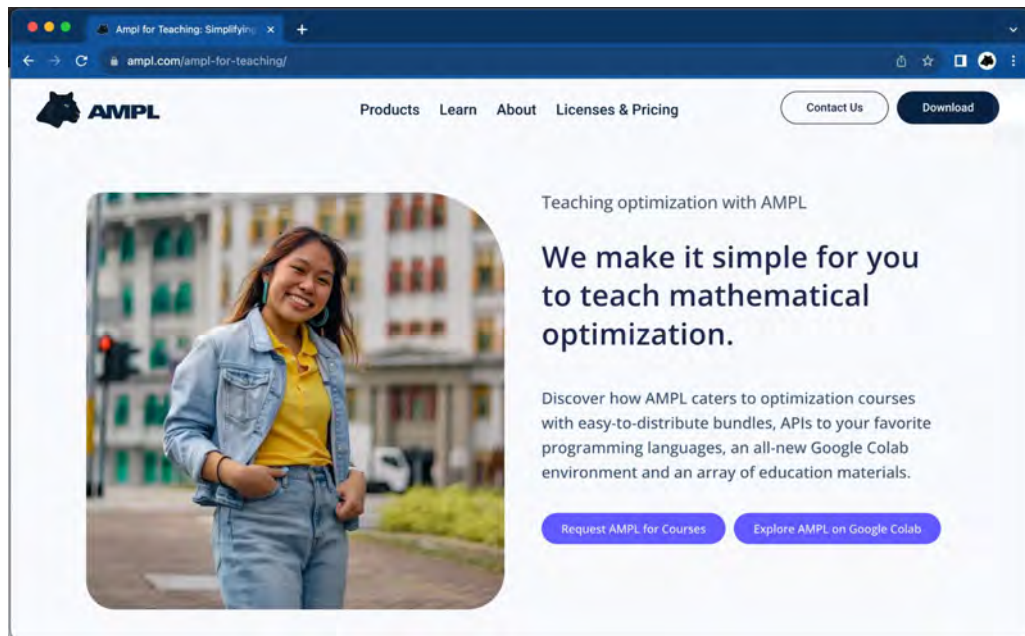 Ampl for Teaching: Simplifying
ampl.com/ampl-for-teaching/
AMPL
Products Learn About Licenses & Pricing
Contact Us
Download
Teaching optimization with AMPL
We make it simple for you
to teach mathematical
optimization.
Discover how AMPL caters to optimization courses
with easy-to-distribute bundles, APIs to your favorite
programming languages, an all-new Google Colab
environment and an array of education materials.
Request AMPL for Courses
Explore AMPL on Google Colab